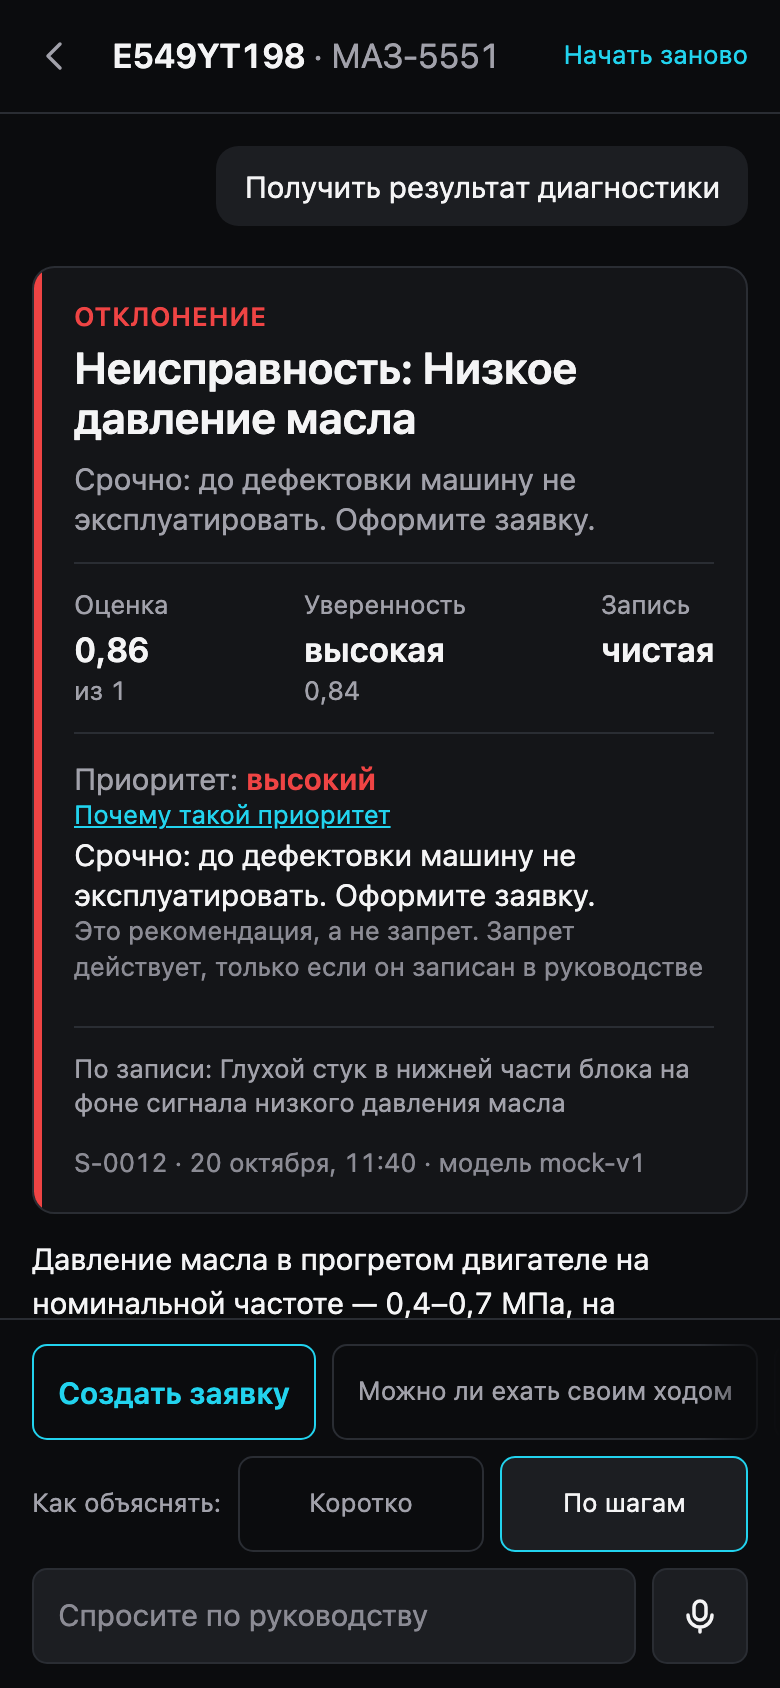 E549YT198 · МАЗ-5551
Начать заново
Получить результат диагностики
ОТКЛОНЕНИЕ
Неисправность: Низкое
давление масла
Срочно: до дефектовки машину не
эксплуатировать. Оформите заявку.
Оценка
0,86
из 1
Уверенность
высокая
0,84
Запись
чистая
Приоритет: высокий
Почему такой приоритет
Срочно: до дефектовки машину не
эксплуатировать. Оформите заявку.
Это рекомендация, а не запрет. Запрет
действует, только если он записан в руководстве
По записи: Глухой стук в нижней части блока на
фоне сигнала низкого давления масла
S-0012 · 20 октября, 11:40 · модель mock-v1
Давление масла в прогретом двигателе на
номинальной частоте — 0,4–0,7 МПа, на
Создать заявку
Можно ли ехать своим ходом
Как объяснять:
Коротко
По шагам
Спросите по руководству